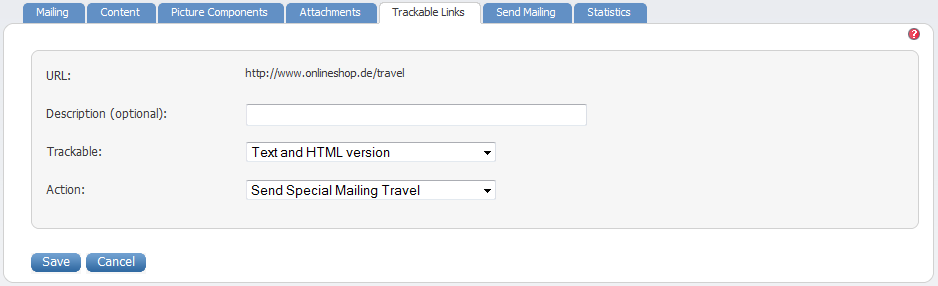 Mailing Content Picture Components Attachments Trackable Links Send Mailing Statistics
?
URL: http://www.onlineshop.de/travel
Description (optional):
Trackable: Text and HTML version
Action: Send Special Mailing Travel
Save Cancel